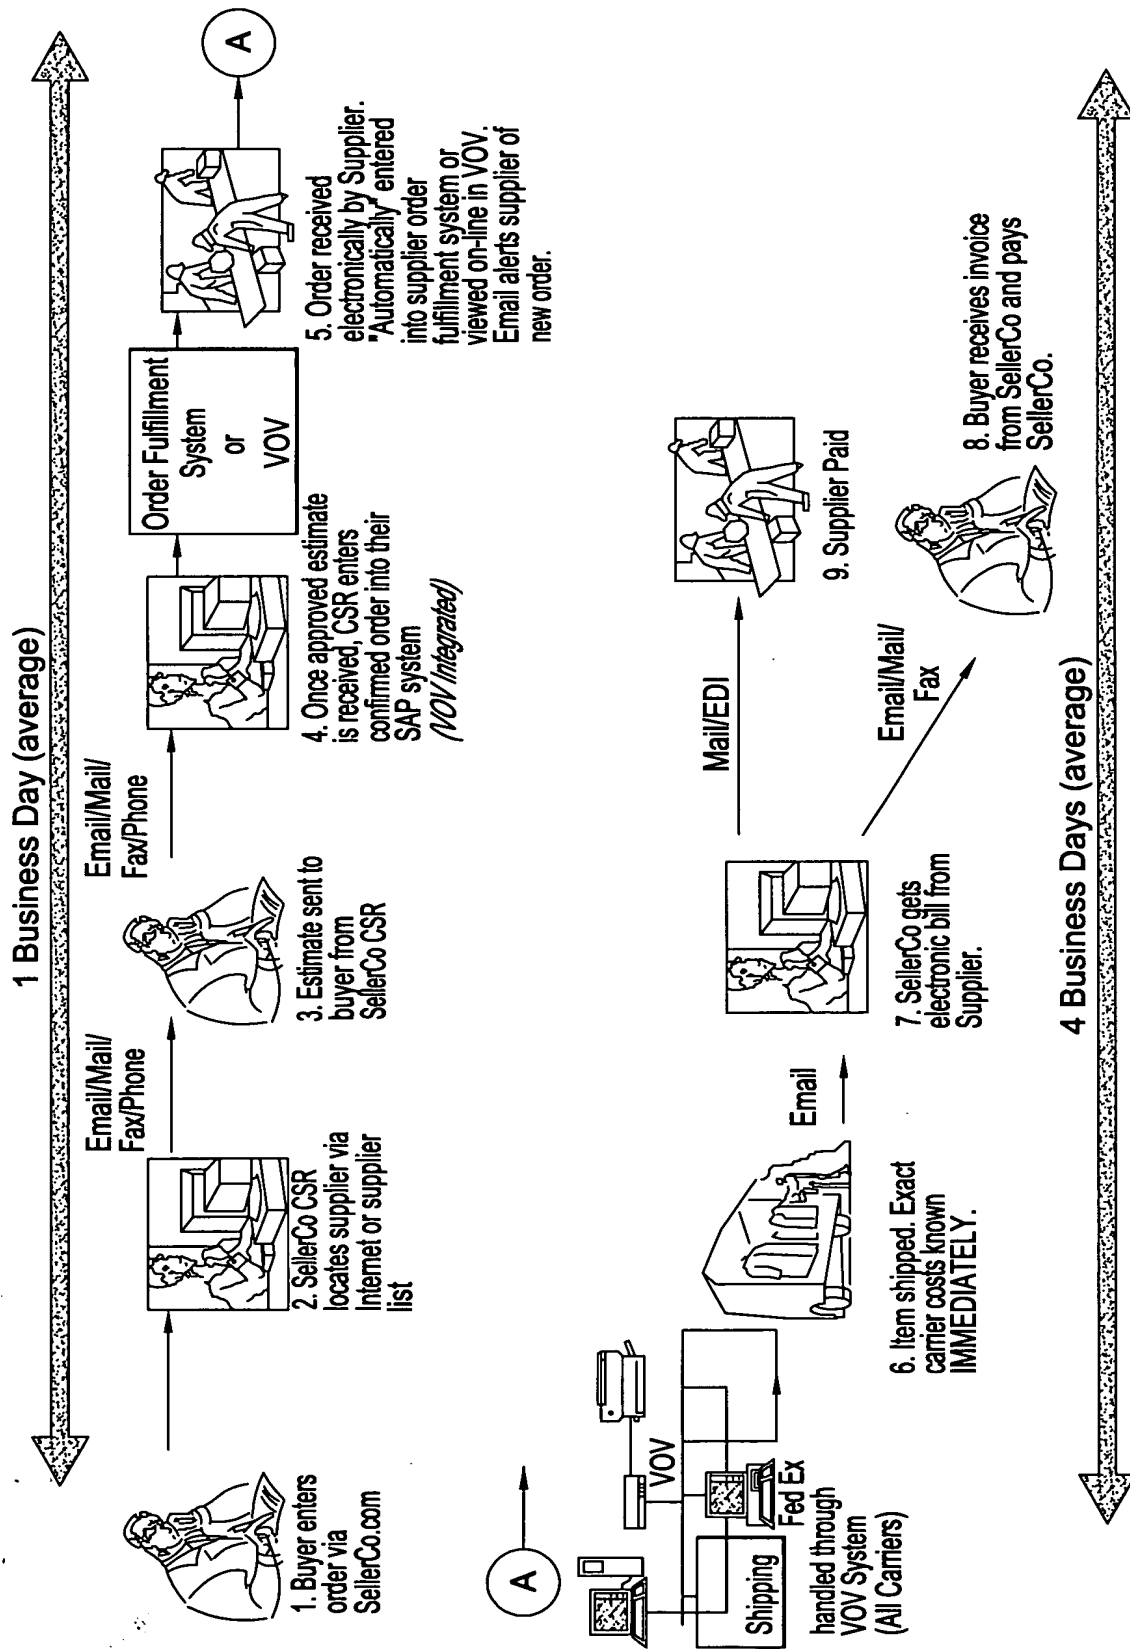 1 Business Day (average)
1. Buyer enters
order via
SellerCo.com
2. SellerCo CSR
locates supplier via
Internet or supplier
list
Email/Mail/
Fax/Phone
3. Estimate sent to
buyer from
SellerCo CSR
Email/Mail/
Fax/Phone
4. Once approved estimate
is received, CSR enters
confirmed order into their
SAP system
(VOV Integrated)
Order Fulfillment
System
or
VOV
5. Order received
electronically by Supplier.
"Automatically" entered
into supplier order
fulfillment system or
viewed on-line in VOV.
Email alerts supplier of
new order.
A
A
Shipping
VOV
Fed Ex
handled through
VOV System
(All Carriers)
6. Item shipped. Exact
carrier costs known
IMMEDIATELY.
Email
7. SellerCo gets
electronic bill from
Supplier.
Mail/EDI
9. Supplier Paid
Email/Mail/
Fax
8. Buyer receives invoice
from SellerCo and pays
SellerCo.
4 Business Days (average)